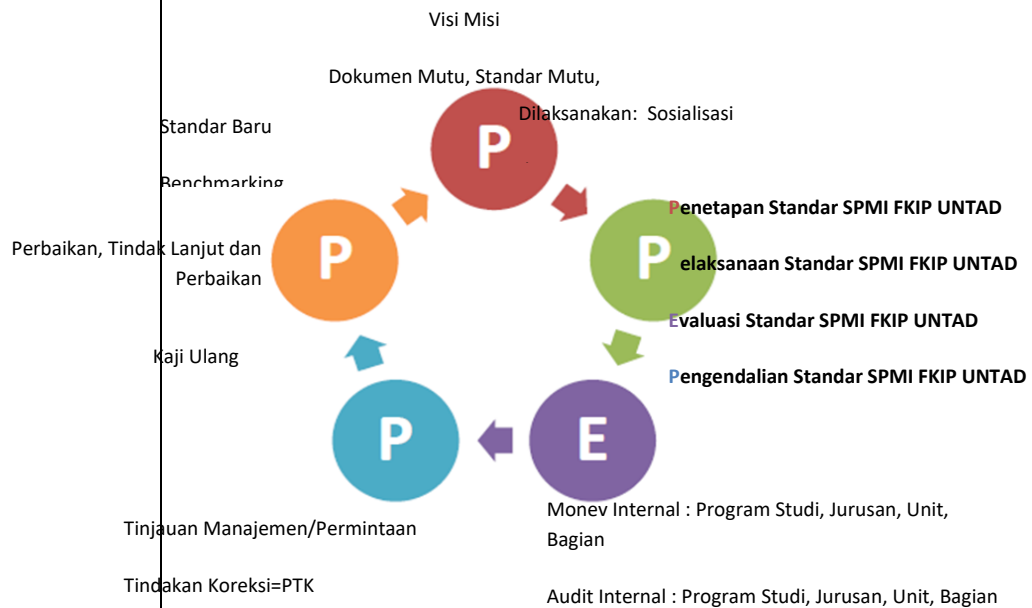 Visi Misi
Dokumen Mutu, Standar Mutu,
Dilaksanakan: Sosialisasi
Standar Baru
Benchmarking
P
P
P
Penetapan Standar SPMI FKIP UNTAD
elaksanaan Standar SPMI FKIP UNTAD
Evaluasi Standar SPMI FKIP UNTAD
Pengendalian Standar SPMI FKIP UNTAD
Perbaikan, Tindak Lanjut dan
Perbaikan
Kaji Ulang
P
E
Tinjauan Manajemen/Permintaan
Tindakan Koreksi=PTK
Monev Internal : Program Studi, Jurusan, Unit,
Bagian
Audit Internal : Program Studi, Jurusan, Unit, Bagian